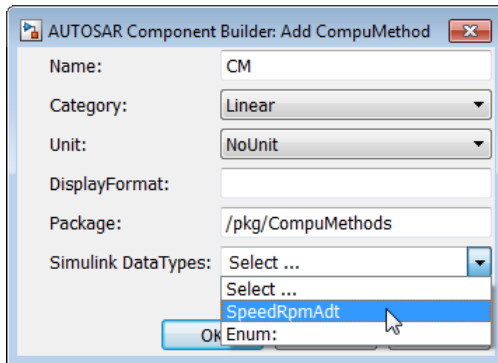 AUTOSAR Component Builder: Add CompuMethod
Name: CM
Category: Linear
Unit: NoUnit
DisplayFormat:
Package: /pkg/CompuMethods
Simulink DataTypes: Select ...
Select ...
SpeedRpmAdt
Enum: